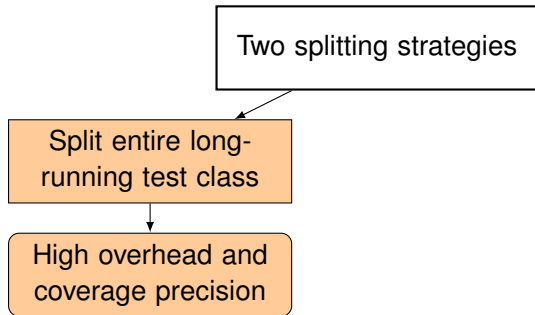 Two splitting strategies
Split entire long-
running test class
High overhead and
coverage precision